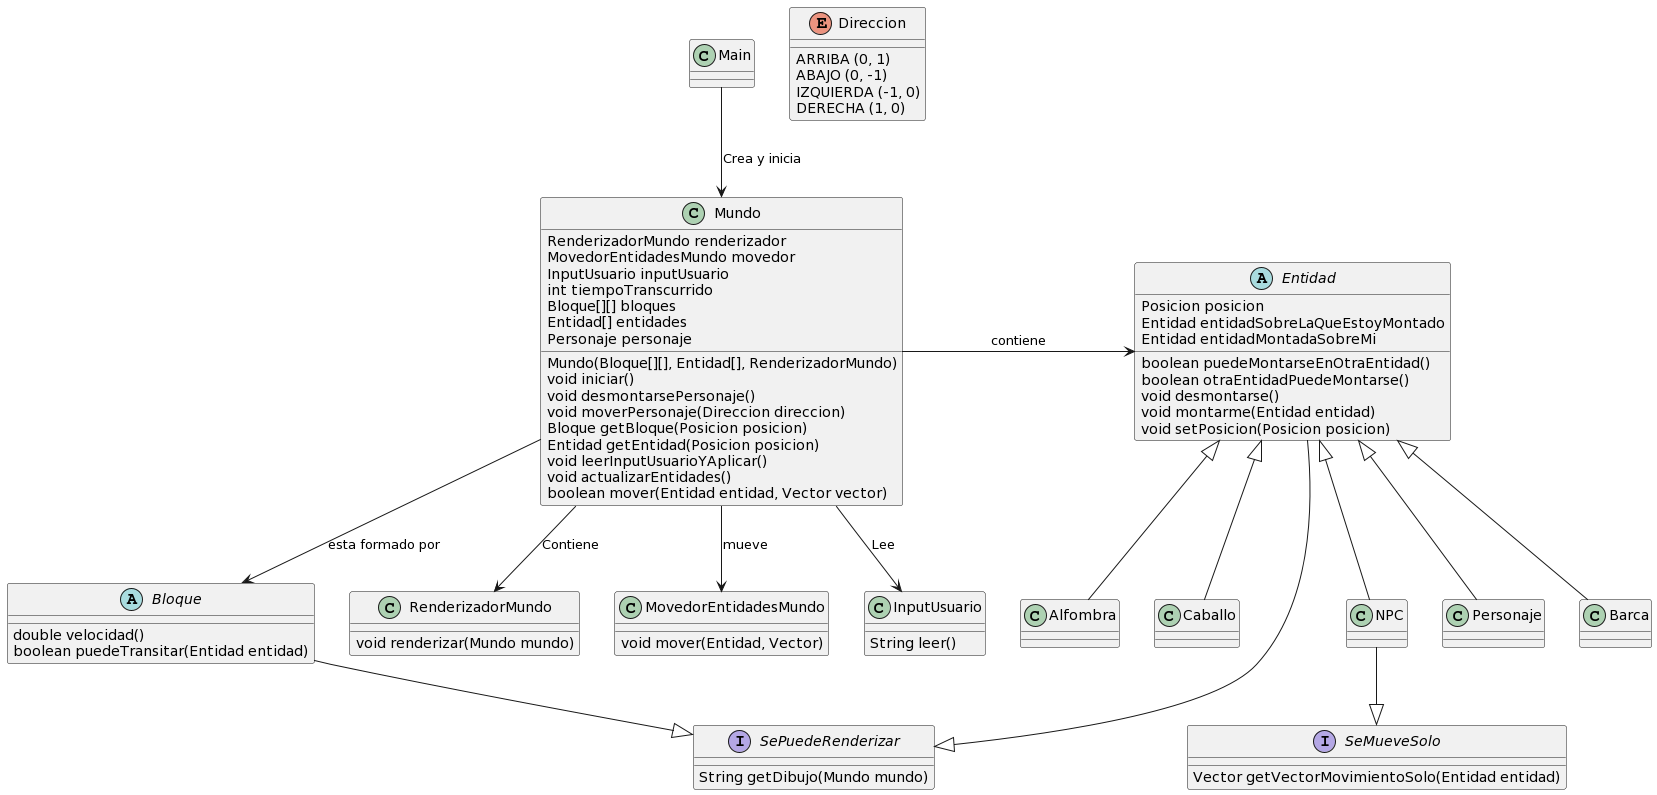 C Main
E Direccion
ARRIBA (0, 1)
ABAJO (0, -1)
IZQUIERDA (-1, 0)
DERECHA (1, 0)
Crea y inicia
C Mundo
RenderizadorMundo renderizador
MovedorEntidadesMundo movedor
InputUsuario inputUsuario
int tiempoTranscurrido
Bloque[][] bloques
Entidad[] entidades
Personaje personaje
Mundo(Bloque[][], Entidad[], RenderizadorMundo)
void iniciar()
void desmontarsePersonaje()
void moverPersonaje(Direccion direccion)
Bloque getBloque(Posicion posicion)
Entidad getEntidad(Posicion posicion)
void leerInputUsuarioYAplicar()
void actualizarEntidades()
boolean mover(Entidad entidad, Vector vector)
contiene
A Entidad
Posicion posicion
Entidad entidadSobreLaQueEstoyMontado
Entidad entidadMontadaSobreMi
boolean puedeMontarseEnOtraEntidad()
boolean otraEntidadPuedeMontarse()
void desmontarse()
void montarme(Entidad entidad)
void setPosicion(Posicion posicion)
esta formado por
Contiene
mueve
Lee
A Bloque
double velocidad()
boolean puedeTransitar(Entidad entidad)
C RenderizadorMundo
void renderizar(Mundo mundo)
C MovedorEntidadesMundo
void mover(Entidad, Vector)
C InputUsuario
String leer()
C Alfombra
C Caballo
C NPC
C Personaje
C Barca
I SePuedeRenderizar
String getDibujo(Mundo mundo)
I SeMueveSolo
Vector getVectorMovimientoSolo(Entidad entidad)